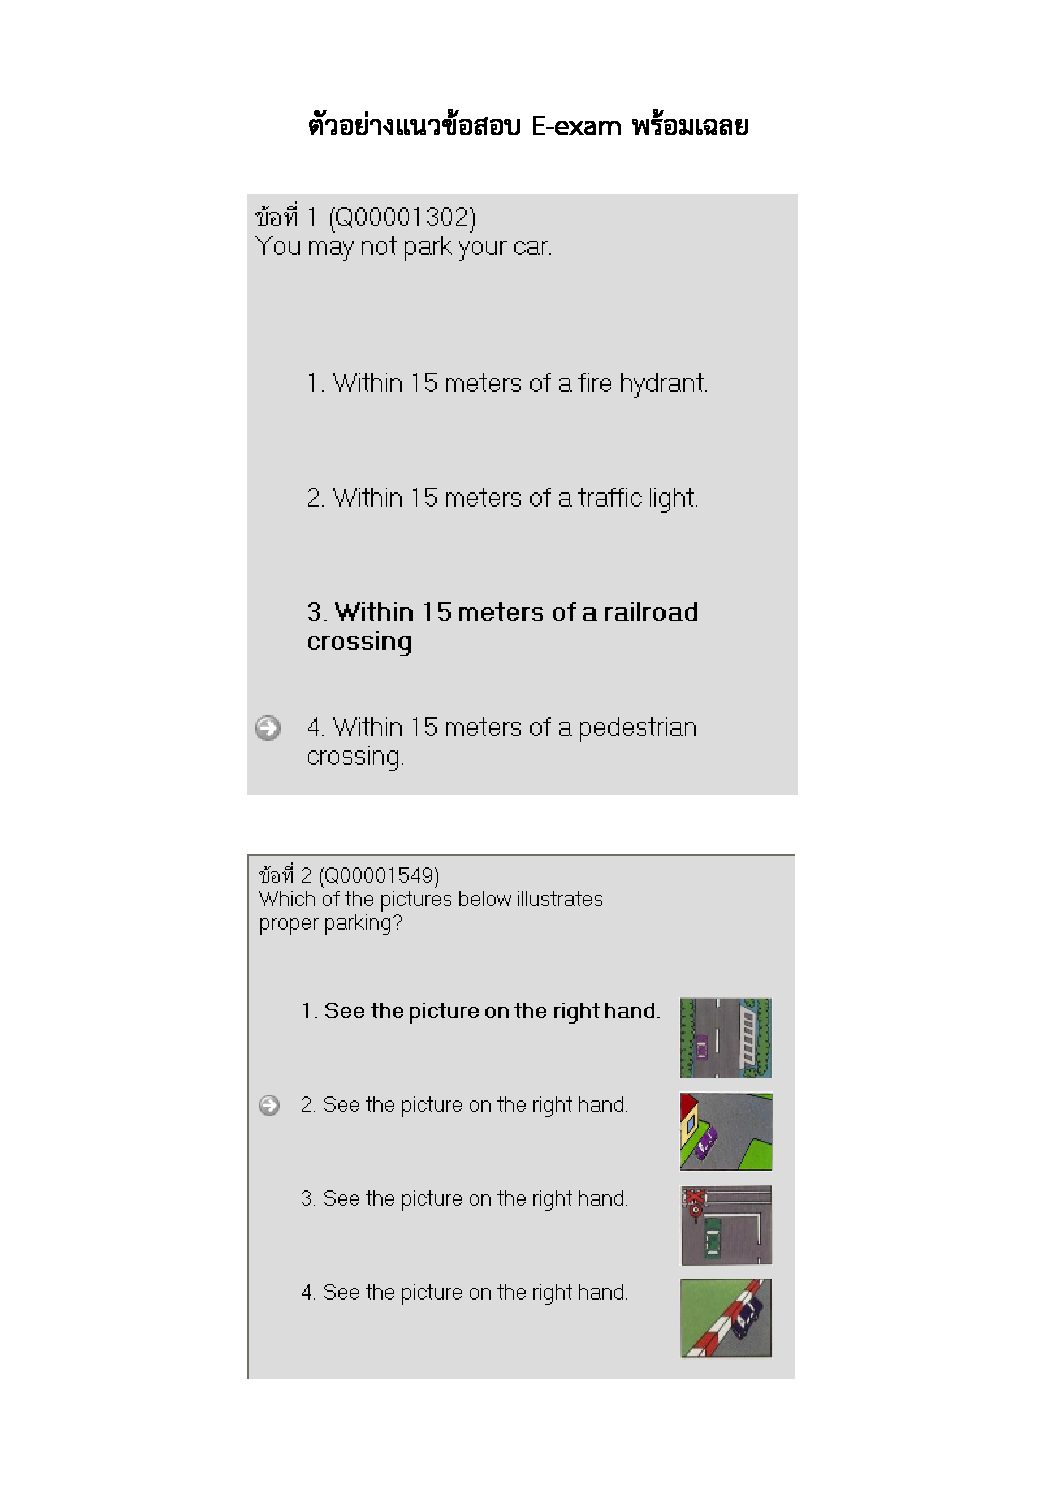 ตัวอย่างแนวข้อสอบ E-exam พร้อมเฉลย
ข้อที่ 1 (Q00001302)
You may not park your car.
1. Within 15 meters of a fire hydrant.
2. Within 15 meters of a traffic light.
3. Within 15 meters of a railroad
crossing
4. Within 15 meters of a pedestrian
crossing.
ข้อที่ 2 (Q00001549)
Which of the pictures below illustrates
proper parking?
1. See the picture on the right hand.
2. See the picture on the right hand.
3. See the picture on the right hand.
4. See the picture on the right hand.